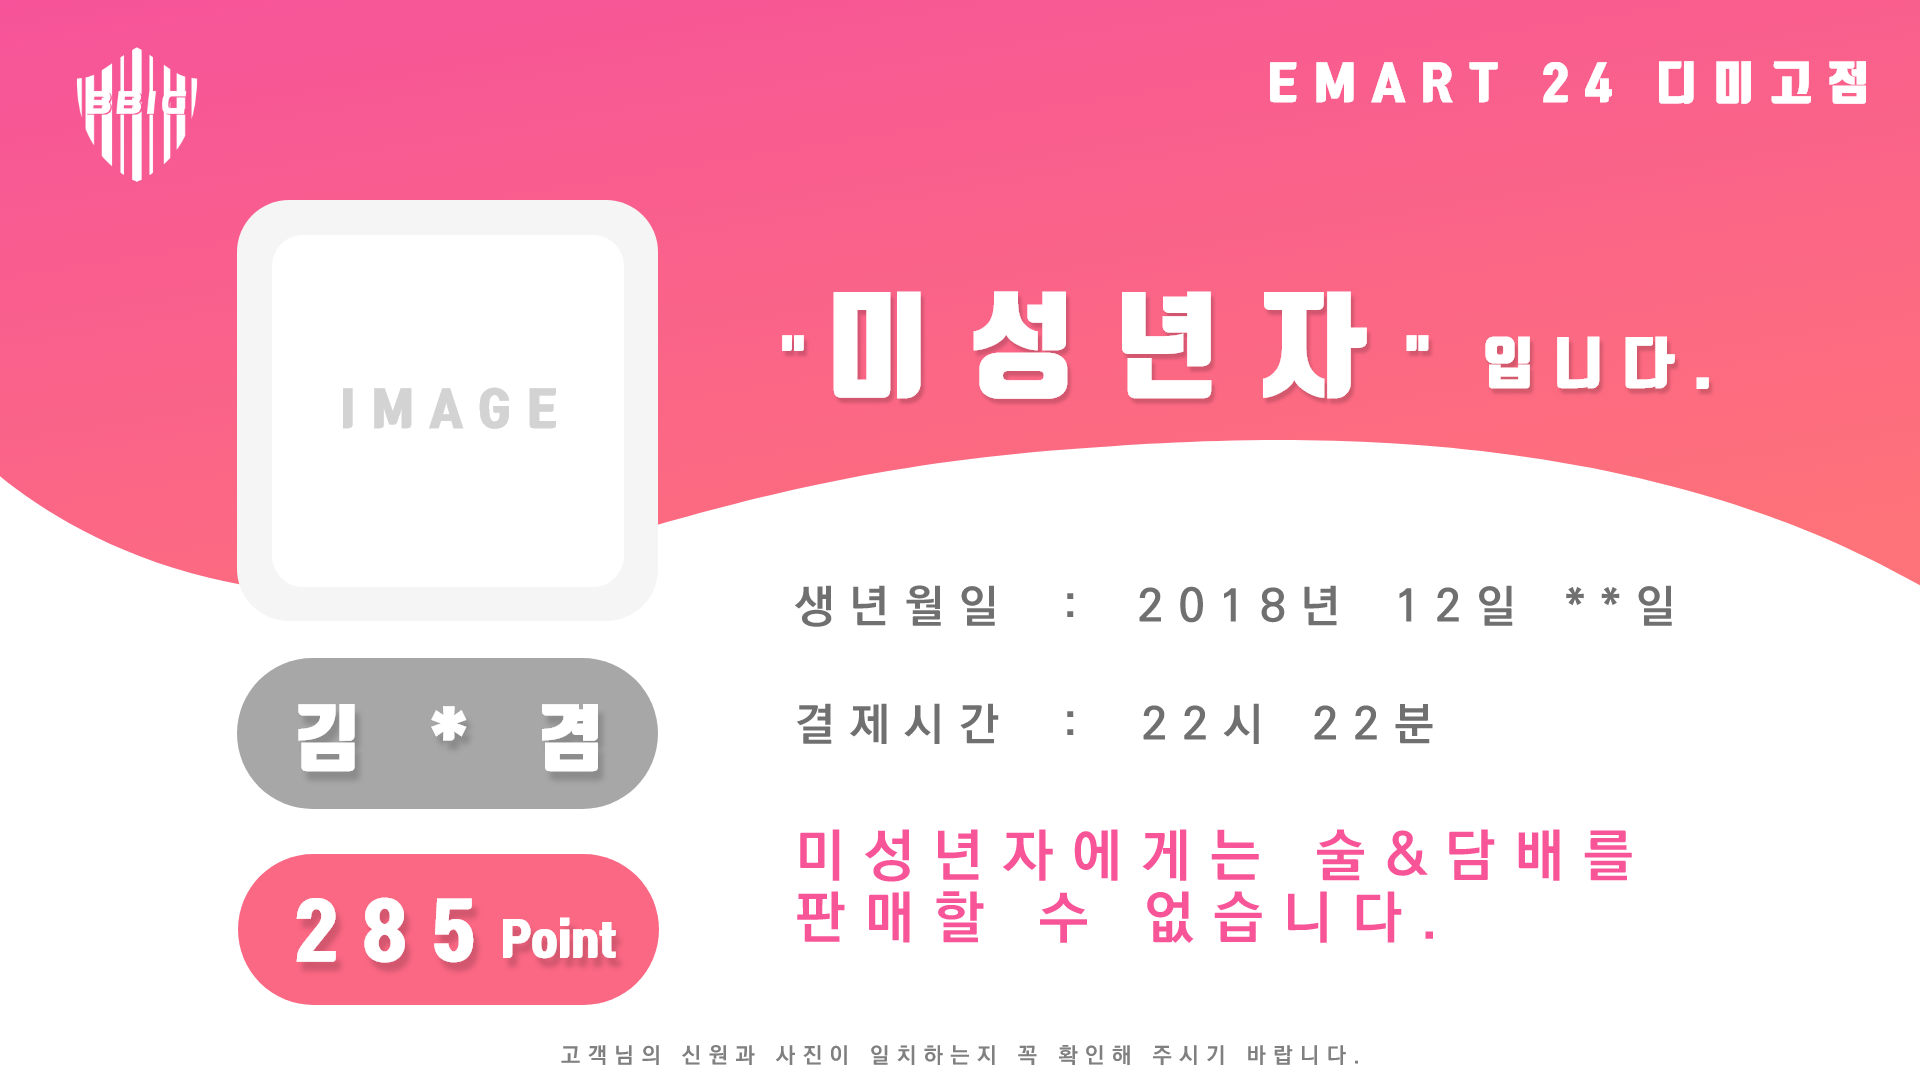 BBIG
EMART 24 디미고점
"미성년자" 입니다.
IMAGE
생년월일 : 2018년 12일 **일
김 * 겸
결제시간 : 22시 22분
미성년자에게는 술&담배를
판매할 수 없습니다.
285 Point
고객님의 신원과 사진이 일치하는지 꼭 확인해 주시기 바랍니다.